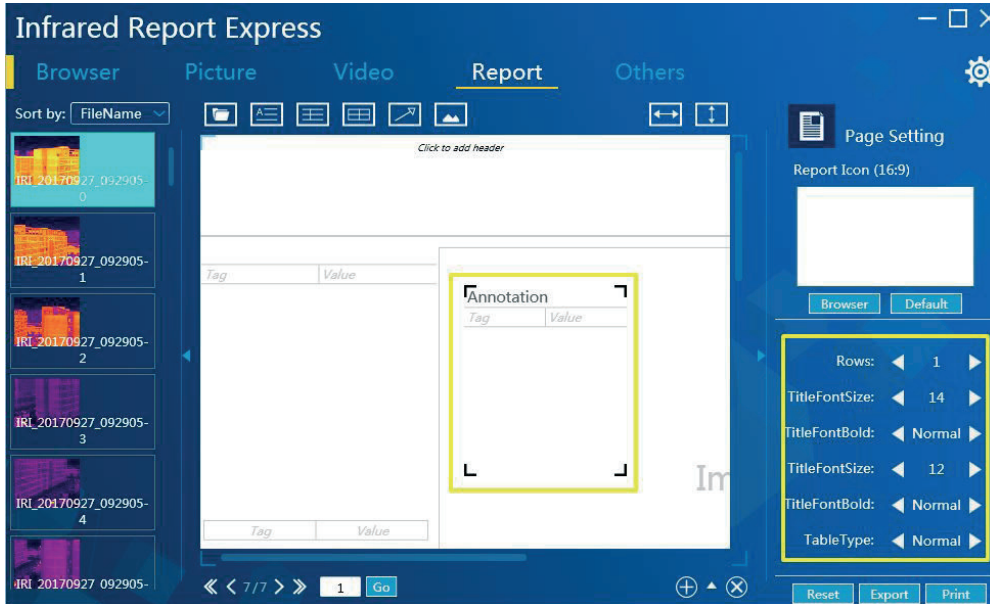 Infrared Report Express
Browser Picture Video Report Others
Sort by: FileName
IRI_20170927_092905-
0
IRI_20170927_092905-
1
IRI_20170927_092905-
2
IRI_20170927_092905-
3
IRI_20170927_092905-
4
IRI_20170927_092905-
Click to add header
Tag Value
Annotation
Tag Value
Im
Tag Value
7/7 1 Go
Page Setting
Report Icon (16:9)
Browser Default
Rows: 1
TitleFontSize: 14
TitleFontBold: Normal
TitleFontSize: 12
TitleFontBold: Normal
TableType: Normal
Reset Export Print